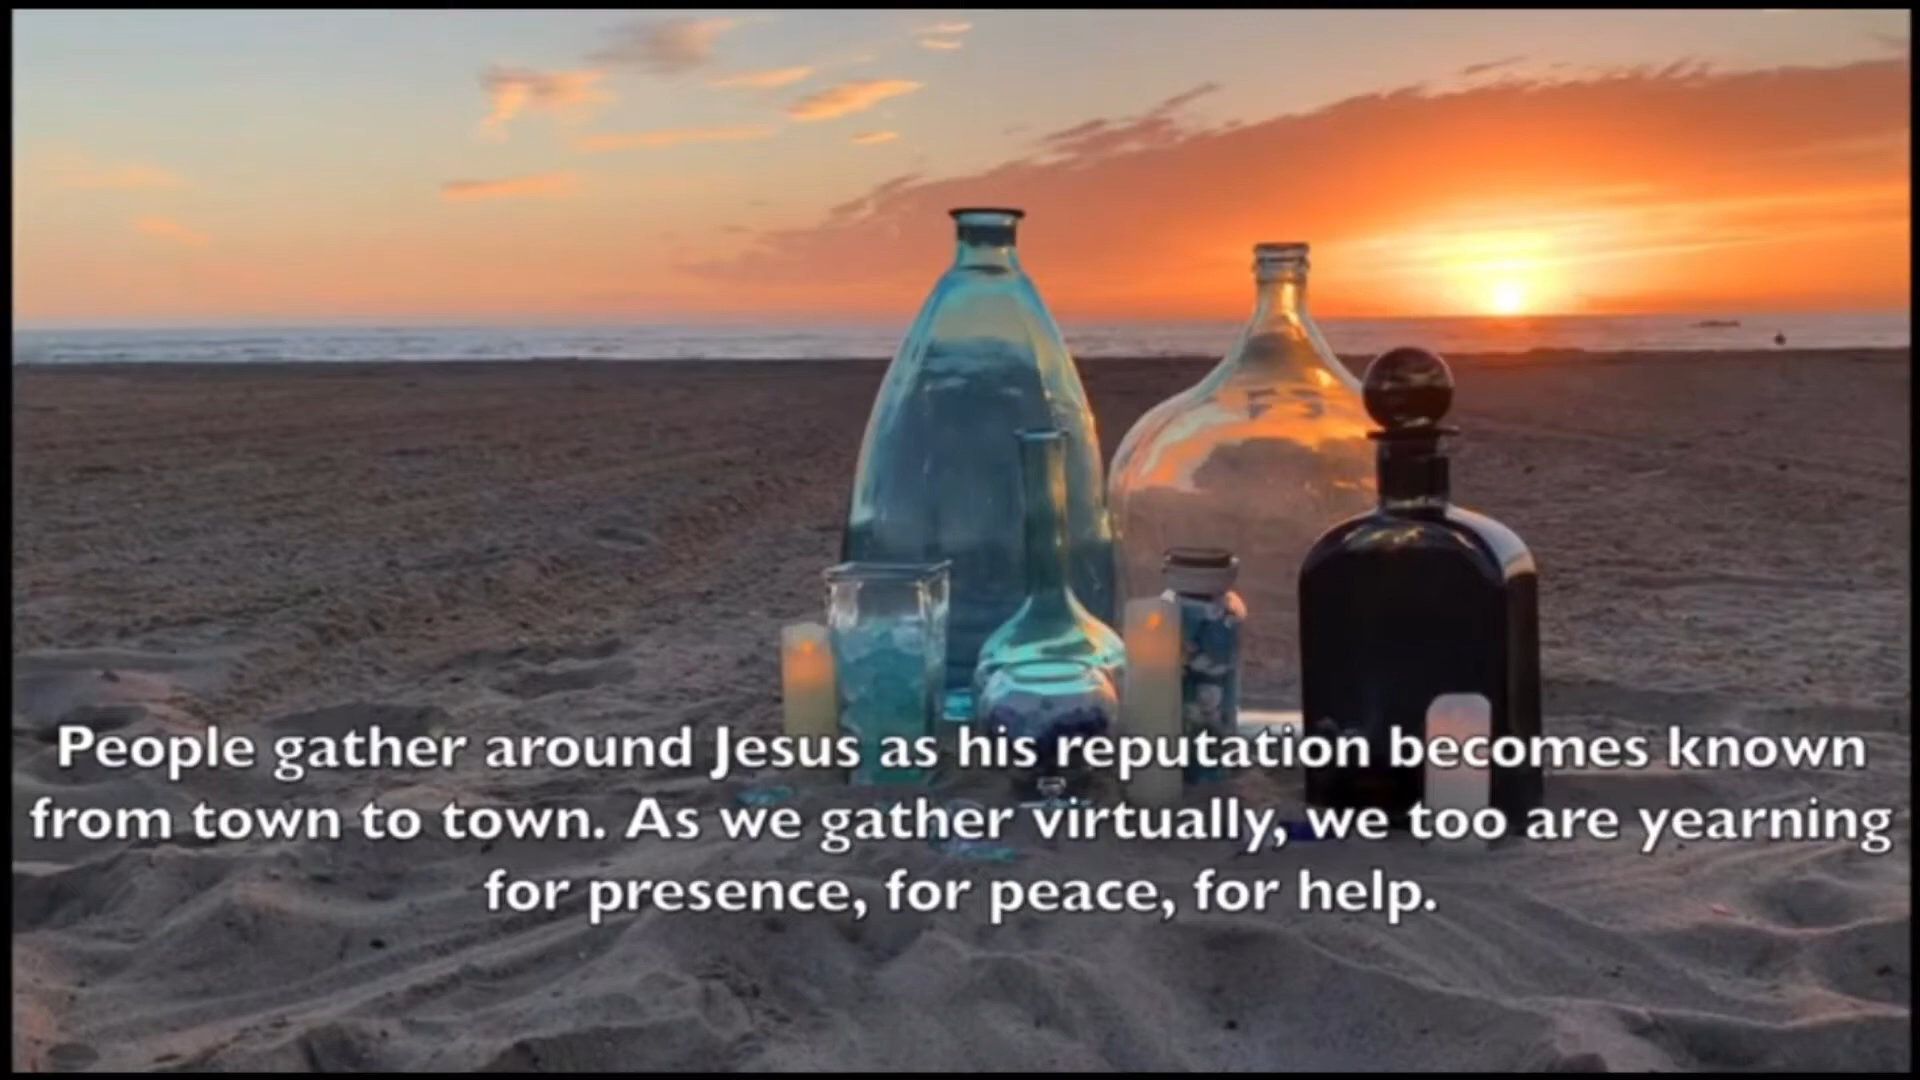 People gather around Jesus as his reputation becomes known
from town to town. As we gather virtually, we too are yearning
for presence, for peace, for help.